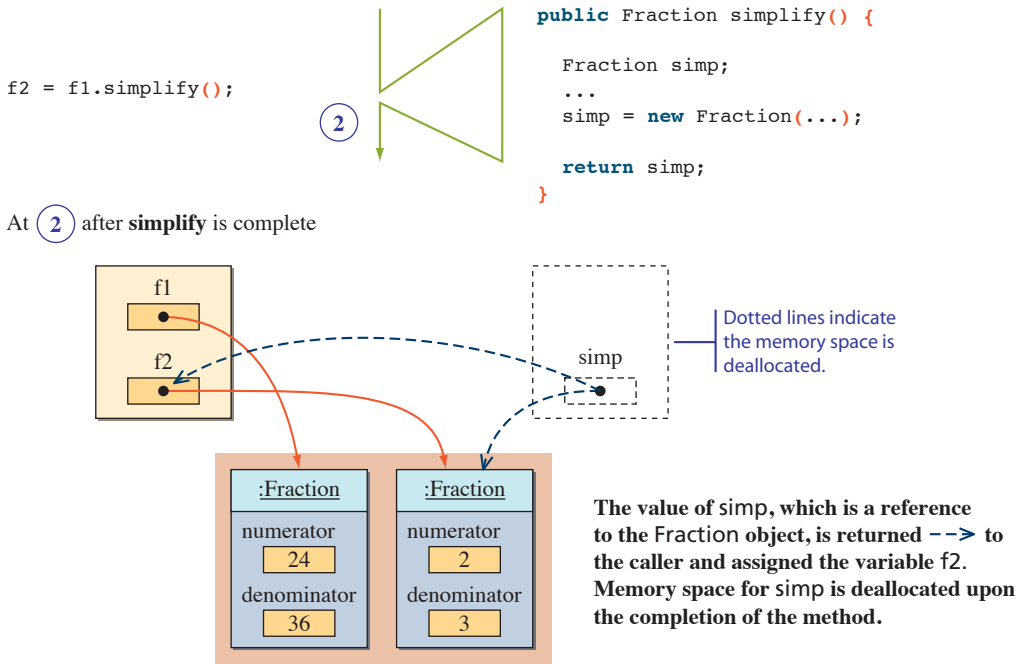 public Fraction simplify() {
f2 = f1.simplify();
Fraction simp;
...
simp = new Fraction(...);
2
return simp;
}
At 2 after simplify is complete
f1
f2
simp
Dotted lines indicate
the memory space is
deallocated.
:Fraction
numerator
24
denominator
36
:Fraction
numerator
2
denominator
3
The value of simp, which is a reference
to the Fraction object, is returned to
the caller and assigned the variable f2.
Memory space for simp is deallocated upon
the completion of the method.